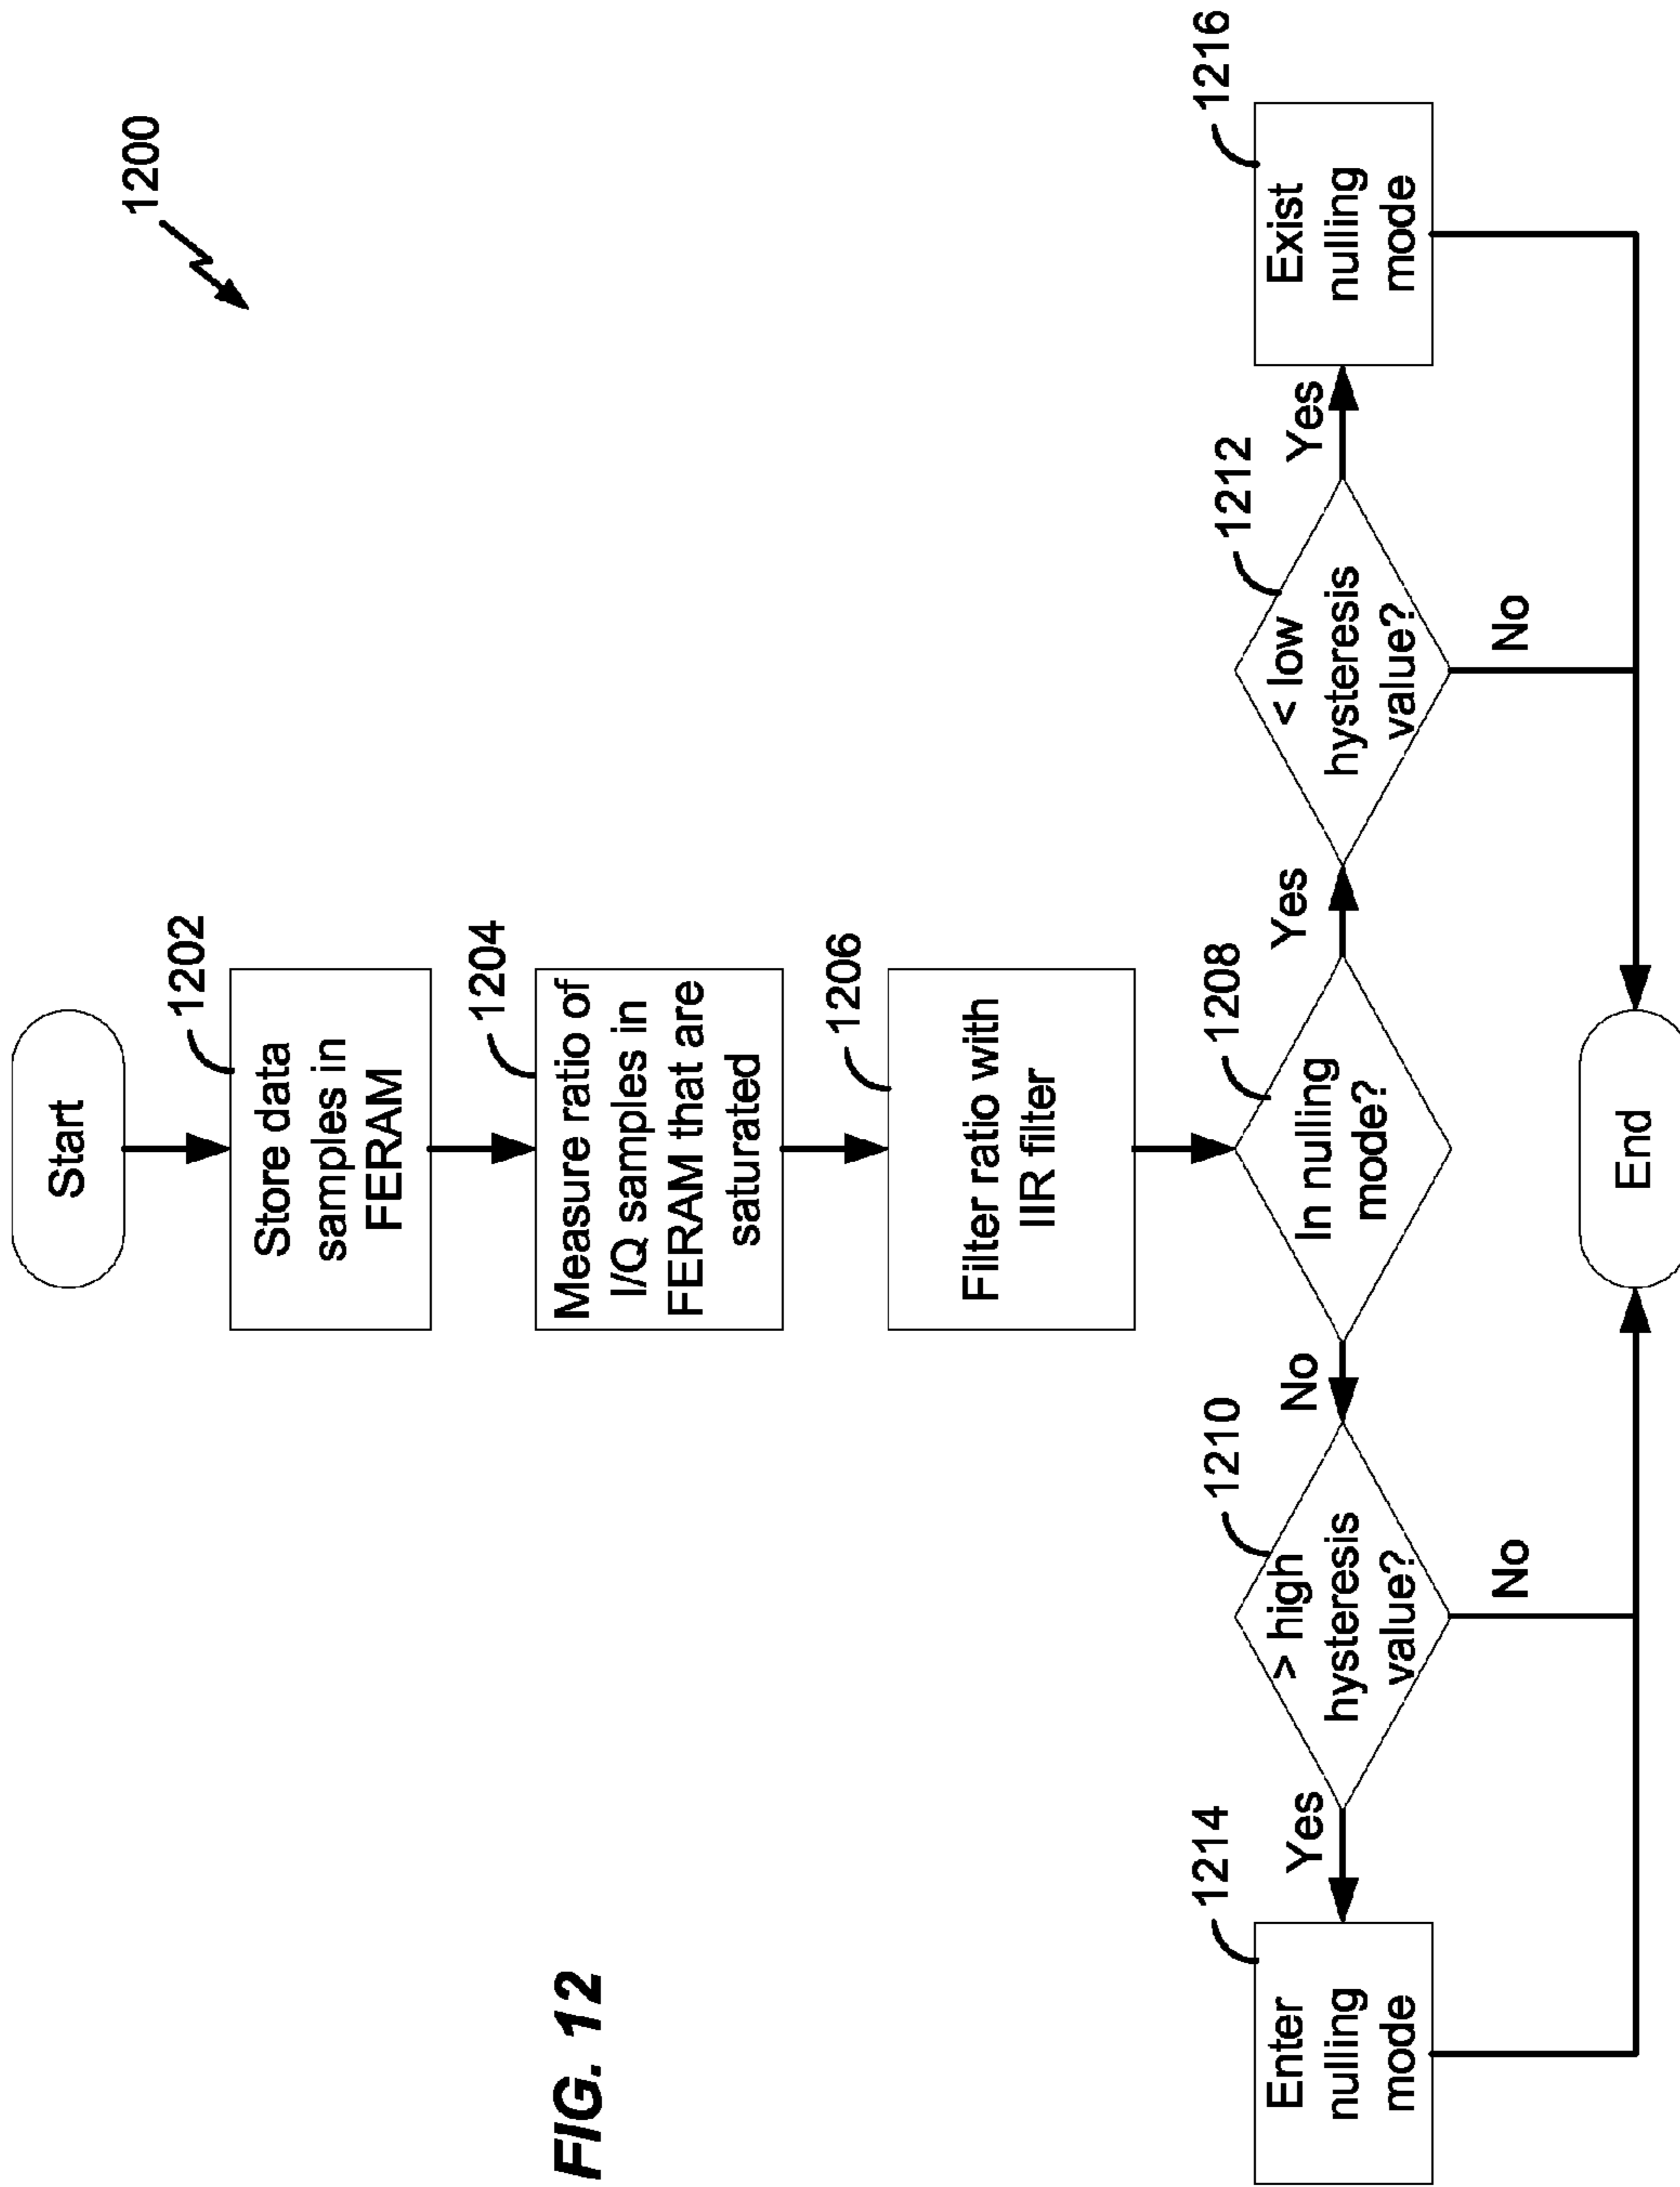 1200
Start
1202
Store data
samples in
FERAM
1204
Measure ratio of
I/Q samples in
FERAM that are
saturated
1206
Filter ratio with
IIR filter
1208
In nulling
mode?
No
Yes
1210
> high
hysteresis
value?
Yes
No
1212
< low
hysteresis
value?
Yes
No
1214
Enter
nulling
mode
1216
Exist
nulling
mode
End
FIG. 12